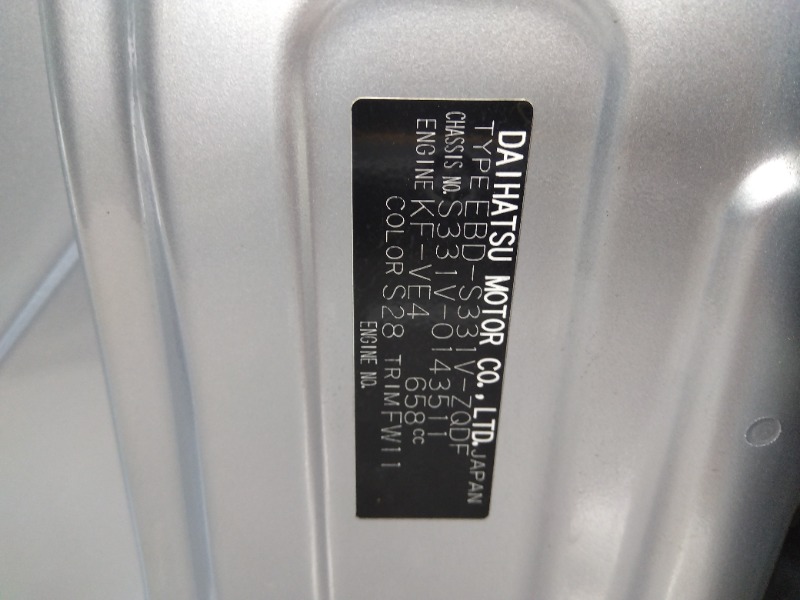 DAIHATSU MOTOR CO., LTD. JAPAN
TYPE EBD-S331V-ZQDF
CHASSIS NO. S331V-0143511
ENGINE KF-VE4 658cc
COLOR S28 TRIM FW11
ENGINE NO.